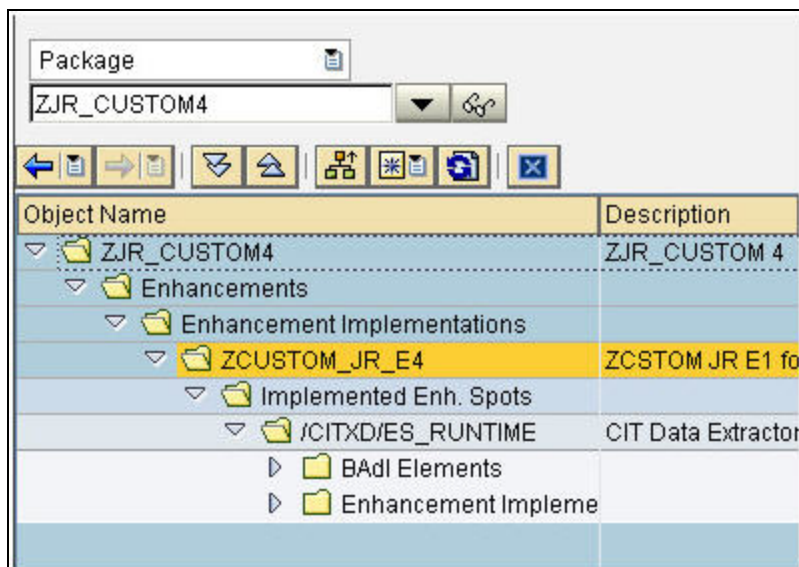 Package
ZJR_CUSTOM4
Object Name Description
ZJR_CUSTOM4 ZJR_CUSTOM 4
Enhancements
Enhancement Implementations
ZCUSTOM_JR_E4 ZCSTOM JR E1 fo
Implemented Enh. Spots
/CITXD/ES_RUNTIME CIT Data Extractor
BAdI Elements
Enhancement Impleme